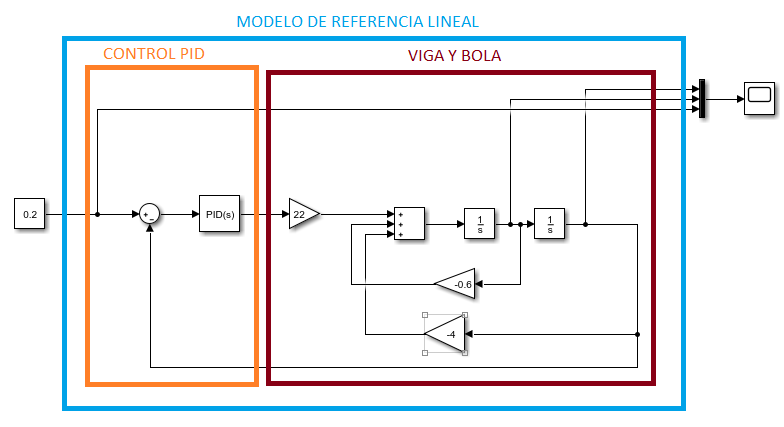 MODELO DE REFERENCIA LINEAL
CONTROL PID
VIGA Y BOLA
0.2
+
−
PID(s)
22
+
+
+
1
s
1
s
-0.6
-4